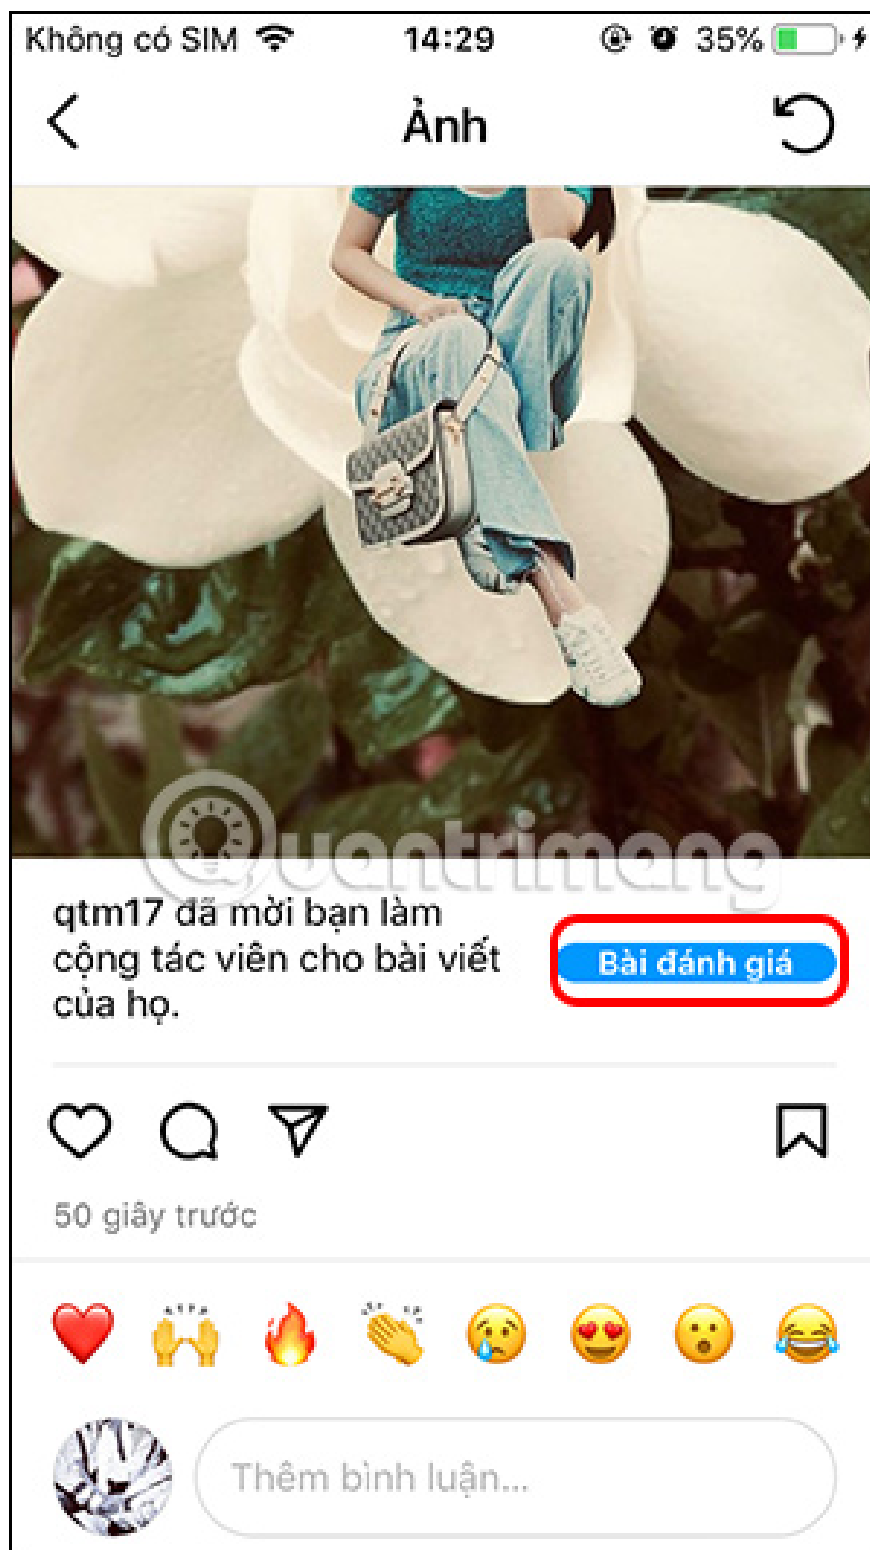 Không có SIM 14:29 35%
Ảnh
Quantrimang
qtm17 đã mời bạn làm
cộng tác viên cho bài viết
của họ.
Bài đánh giá
50 giây trước
Thêm bình luận...